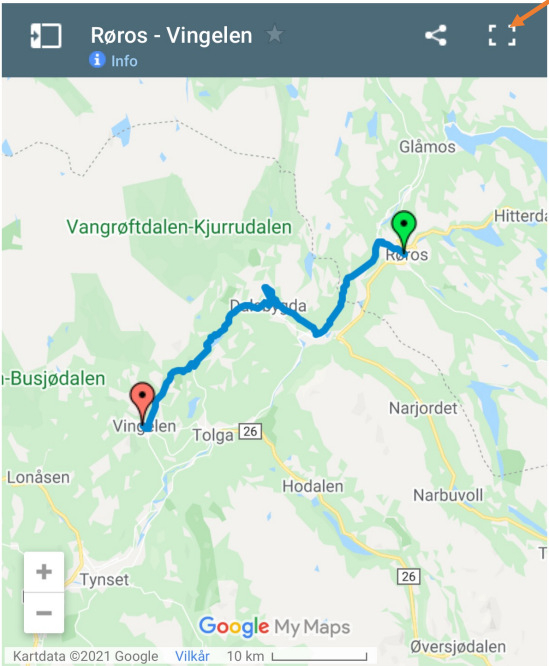 Røros - Vingelen
Info
Glåmos
Hitterda
Vangrøftdalen-Kjurrudalen
Røros
Dalsbygda
n-Busjødalen
Narjordet
Vingelen
Tolga 26
Lonåsen
Hodalen
Narbuvoll
T
Tynset
26
Google My Maps
Øversjødalen
Kartdata ©2021 Google Vilkår 10 km